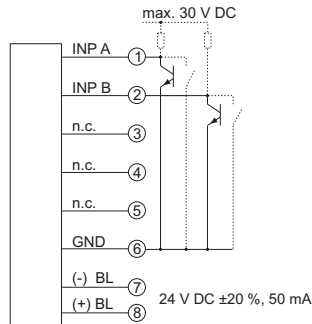 max. 30 V DC
INP A 1
INP B 2
n.c. 3
n.c. 4
n.c. 5
GND 6
(-) BL 7
24 V DC ±20 %, 50 mA
(+) BL 8